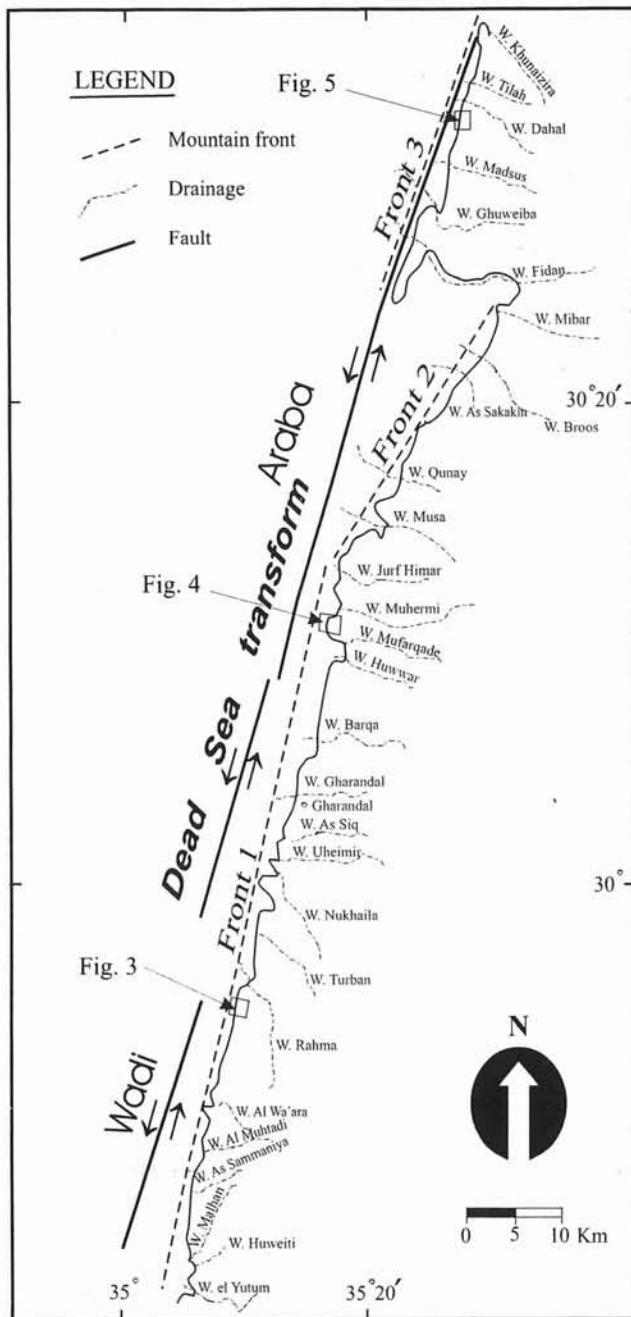 LEGEND
Mountain front
Drainage
Fault
Fig. 5
W. Khunaizira
W. Tilah
W. Dahal
W. Madsus
Front 3
W. Ghuweiba
W. Fidan
W. Mibar
30°20′
W. As Sakakin
W. Broos
Front 2
Araba
W. Qunay
W. Musa
W. Jurf Himar
Fig. 4
W. Muhermi
W. Mufarqade
W. Huwwar
Dead Sea transform
W. Barqa
W. Gharandal
Gharandal
W. As Siq
W. Uheimir
30°
Front 1
W. Nukhaila
Fig. 3
W. Turban
W. Rahma
N
Wadi
W. Al Wa'ara
W. Al Muhtadi
W. As Sammaniya
W. Malhan
W. Huweiti
W. el Yutum
0 5 10 Km
35°
35°20′